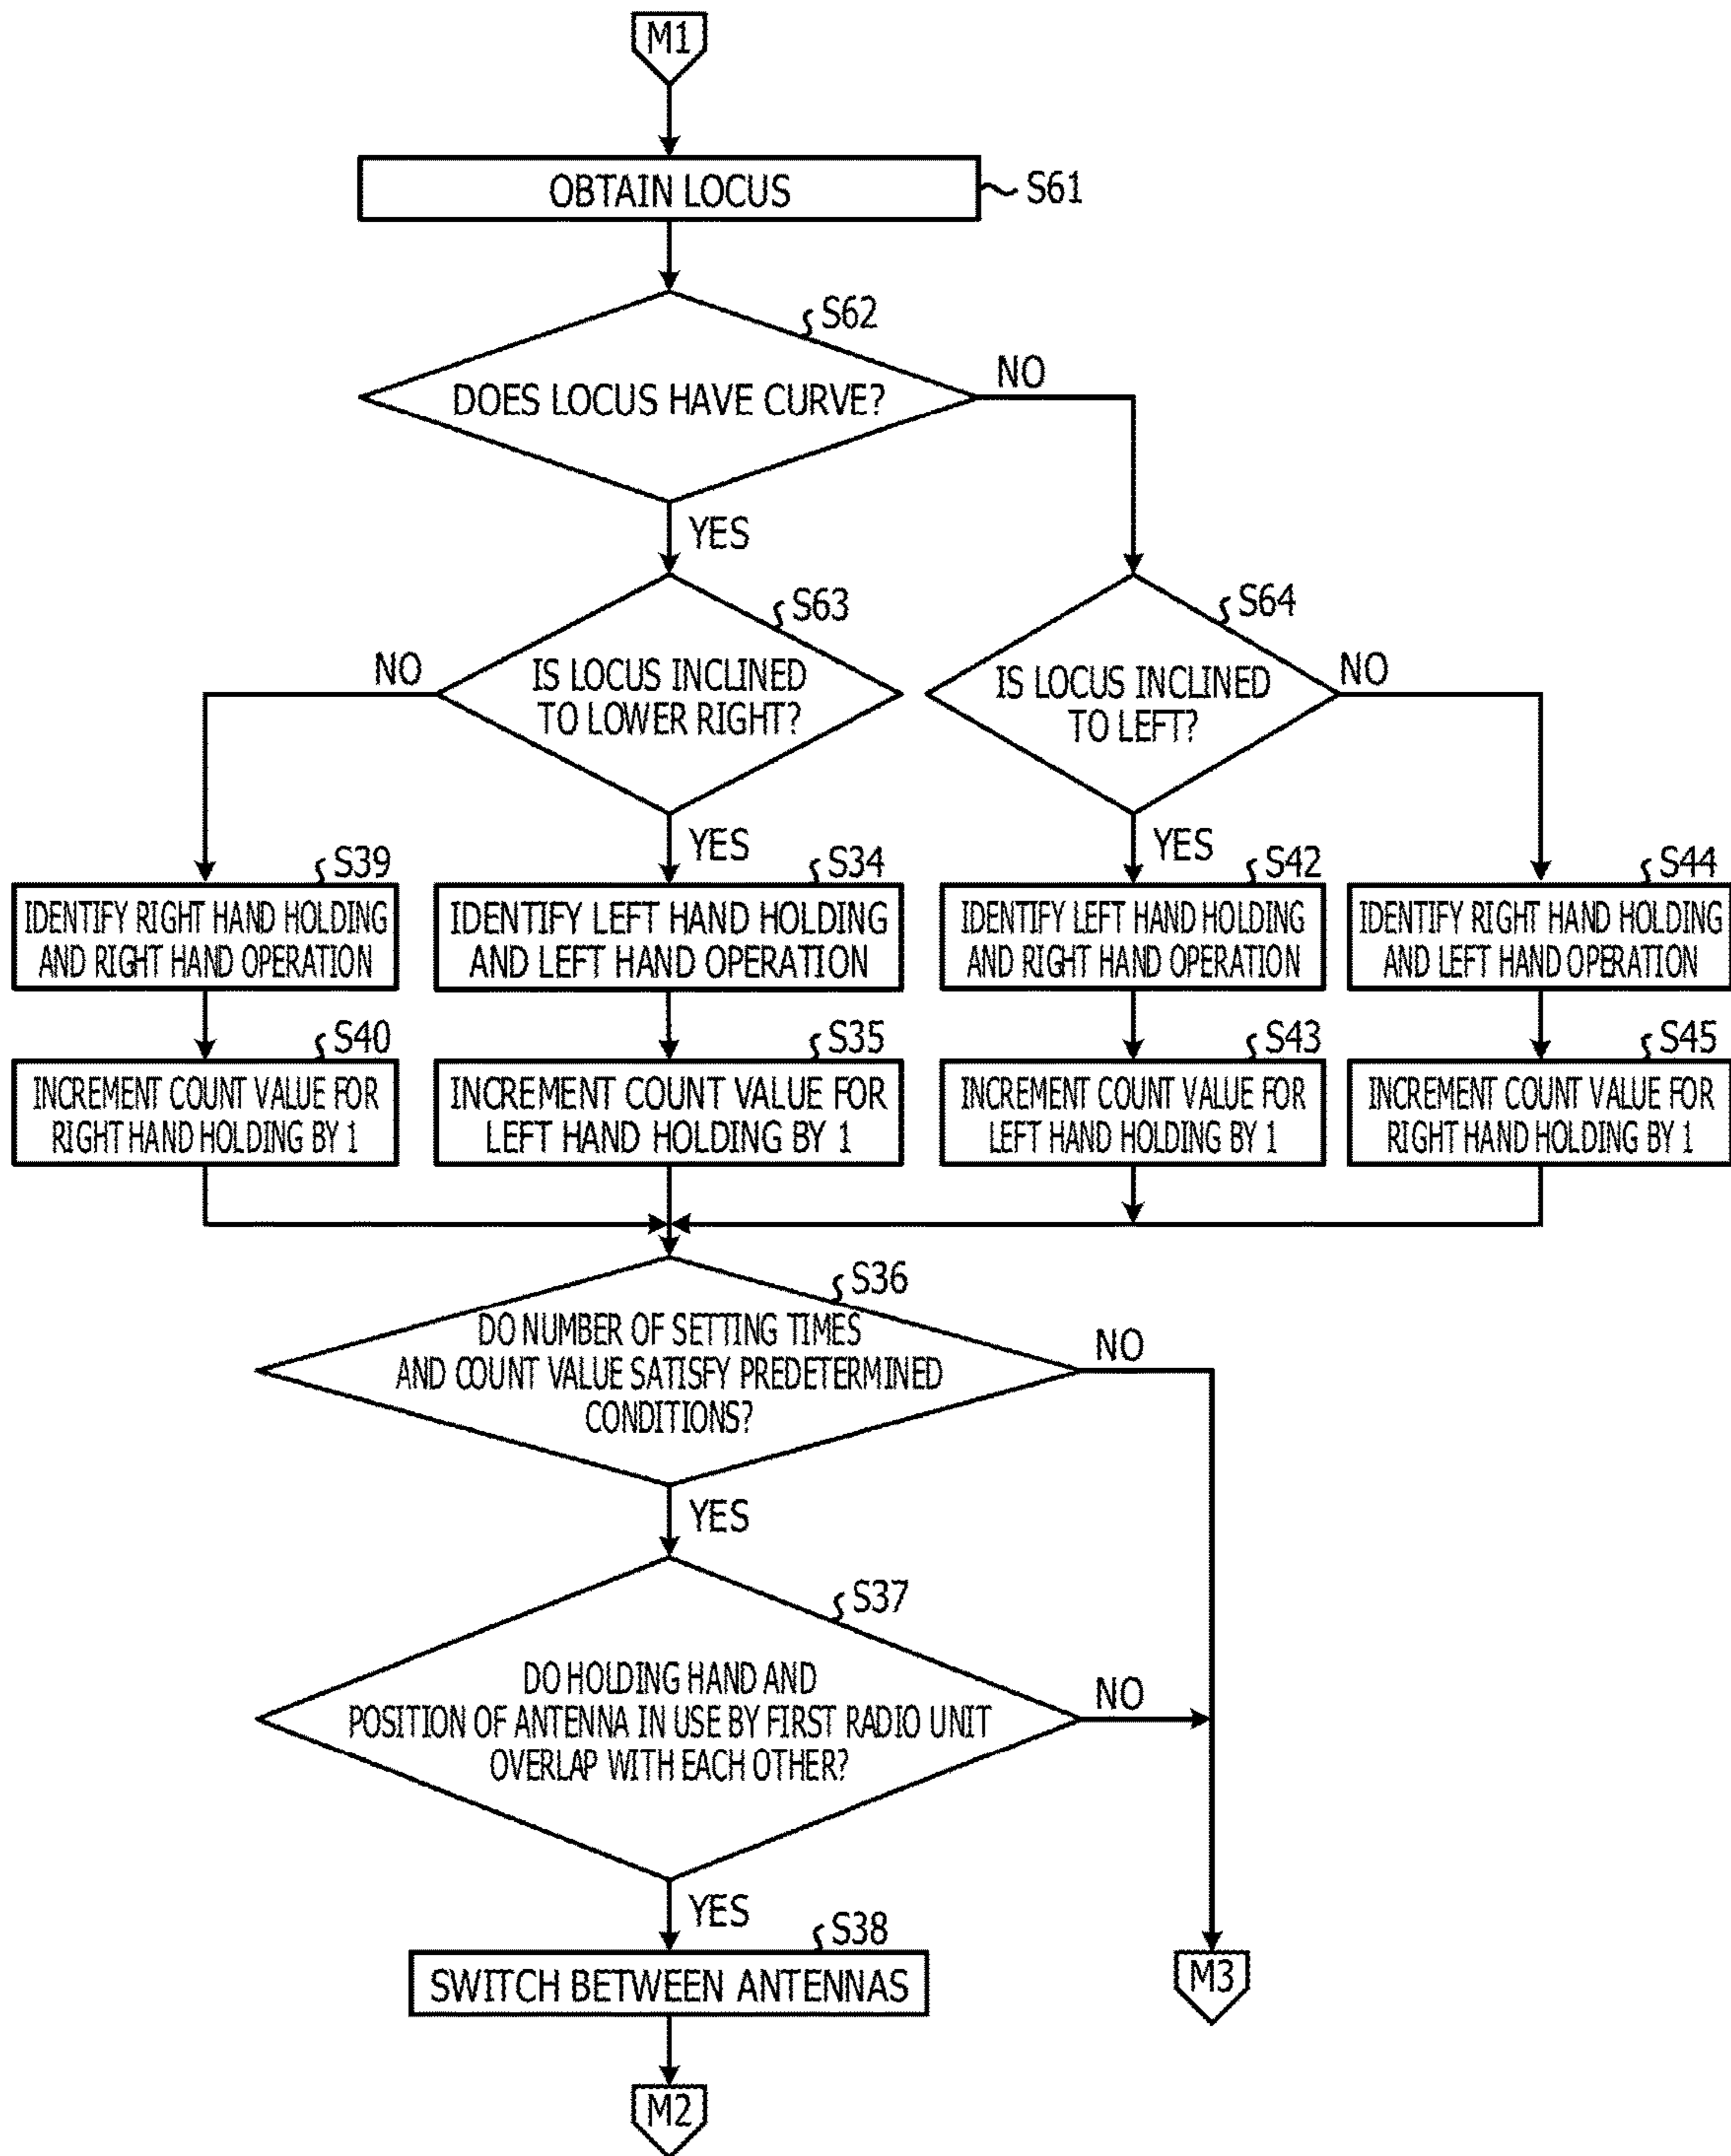 M1
OBTAIN LOCUS
S61
S62
DOES LOCUS HAVE CURVE?
NO
YES
S63
IS LOCUS INCLINED
TO LOWER RIGHT?
NO
YES
S64
IS LOCUS INCLINED
TO LEFT?
NO
YES
S39
IDENTIFY RIGHT HAND HOLDING
AND RIGHT HAND OPERATION
S34
IDENTIFY LEFT HAND HOLDING
AND LEFT HAND OPERATION
S42
IDENTIFY LEFT HAND HOLDING
AND RIGHT HAND OPERATION
S44
IDENTIFY RIGHT HAND HOLDING
AND LEFT HAND OPERATION
S40
INCREMENT COUNT VALUE FOR
RIGHT HAND HOLDING BY 1
S35
INCREMENT COUNT VALUE FOR
LEFT HAND HOLDING BY 1
S43
INCREMENT COUNT VALUE FOR
LEFT HAND HOLDING BY 1
S45
INCREMENT COUNT VALUE FOR
RIGHT HAND HOLDING BY 1
S36
DO NUMBER OF SETTING TIMES
AND COUNT VALUE SATISFY PREDETERMINED
CONDITIONS?
NO
YES
S37
DO HOLDING HAND AND
POSITION OF ANTENNA IN USE BY FIRST RADIO UNIT
OVERLAP WITH EACH OTHER?
NO
YES
S38
SWITCH BETWEEN ANTENNAS
M3
M2